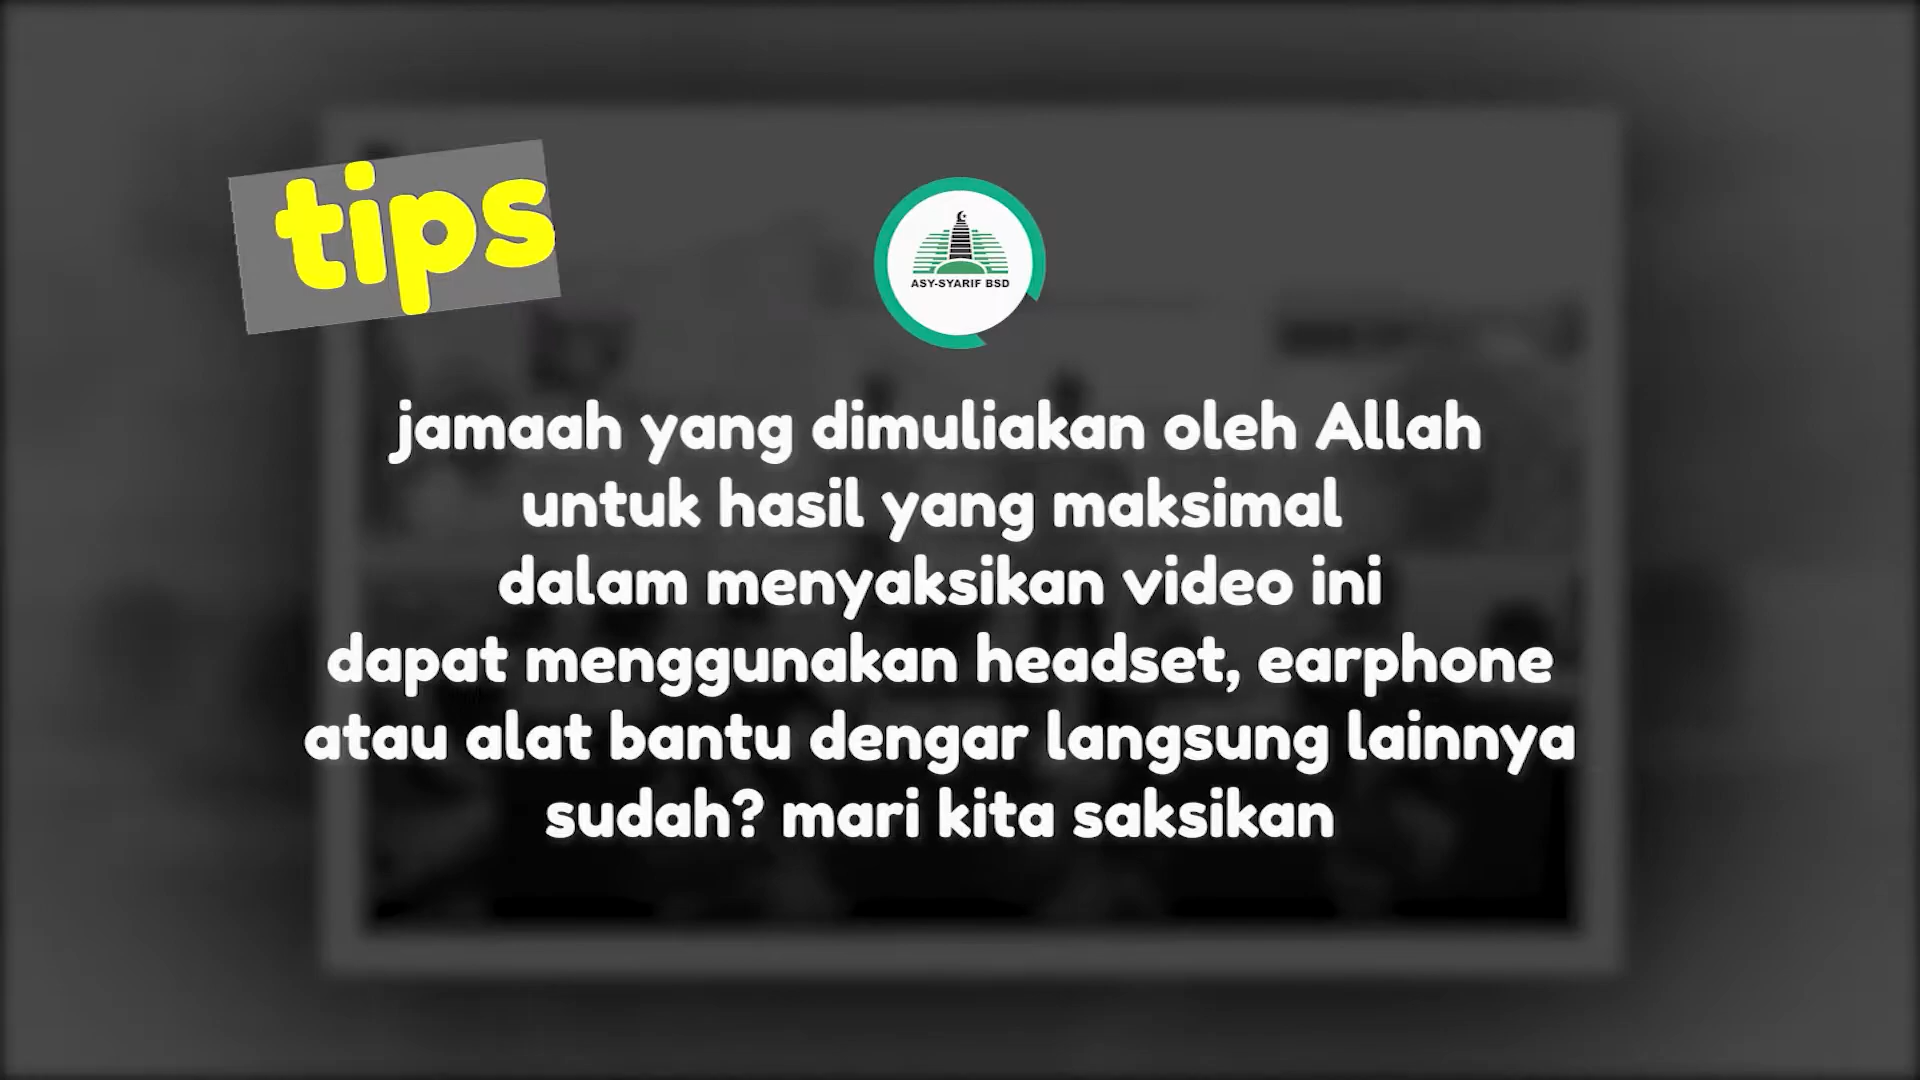 tips
ASY-SYARIF BSD
jamaah yang dimuliakan oleh Allah
untuk hasil yang maksimal
dalam menyaksikan video ini
dapat menggunakan headset, earphone
atau alat bantu dengar langsung lainnya
sudah? mari kita saksikan